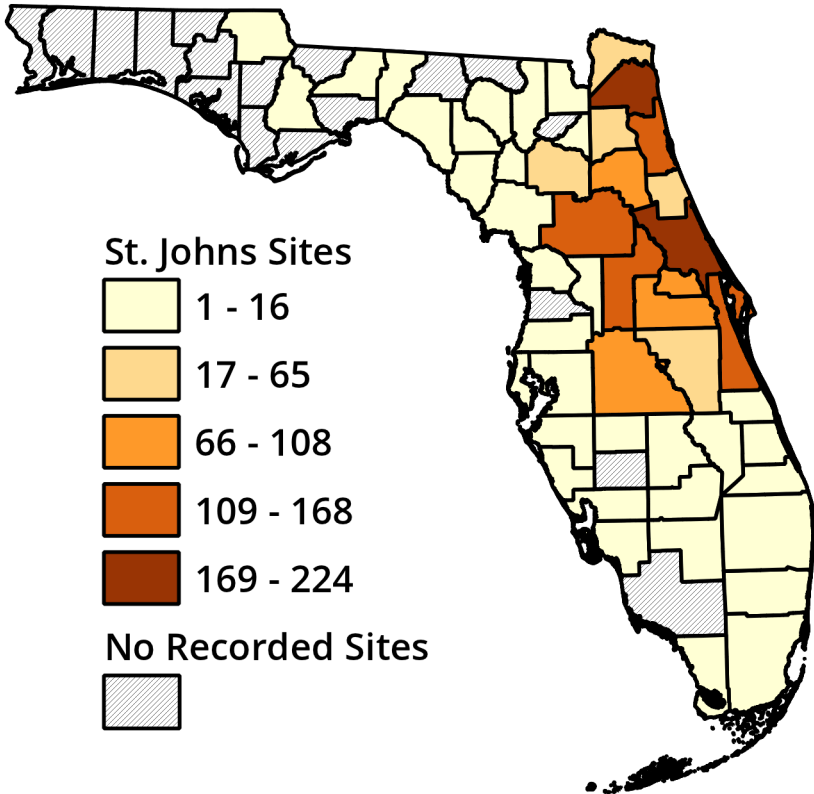 St. Johns Sites
1 - 16
17 - 65
66 - 108
109 - 168
169 - 224
No Recorded Sites